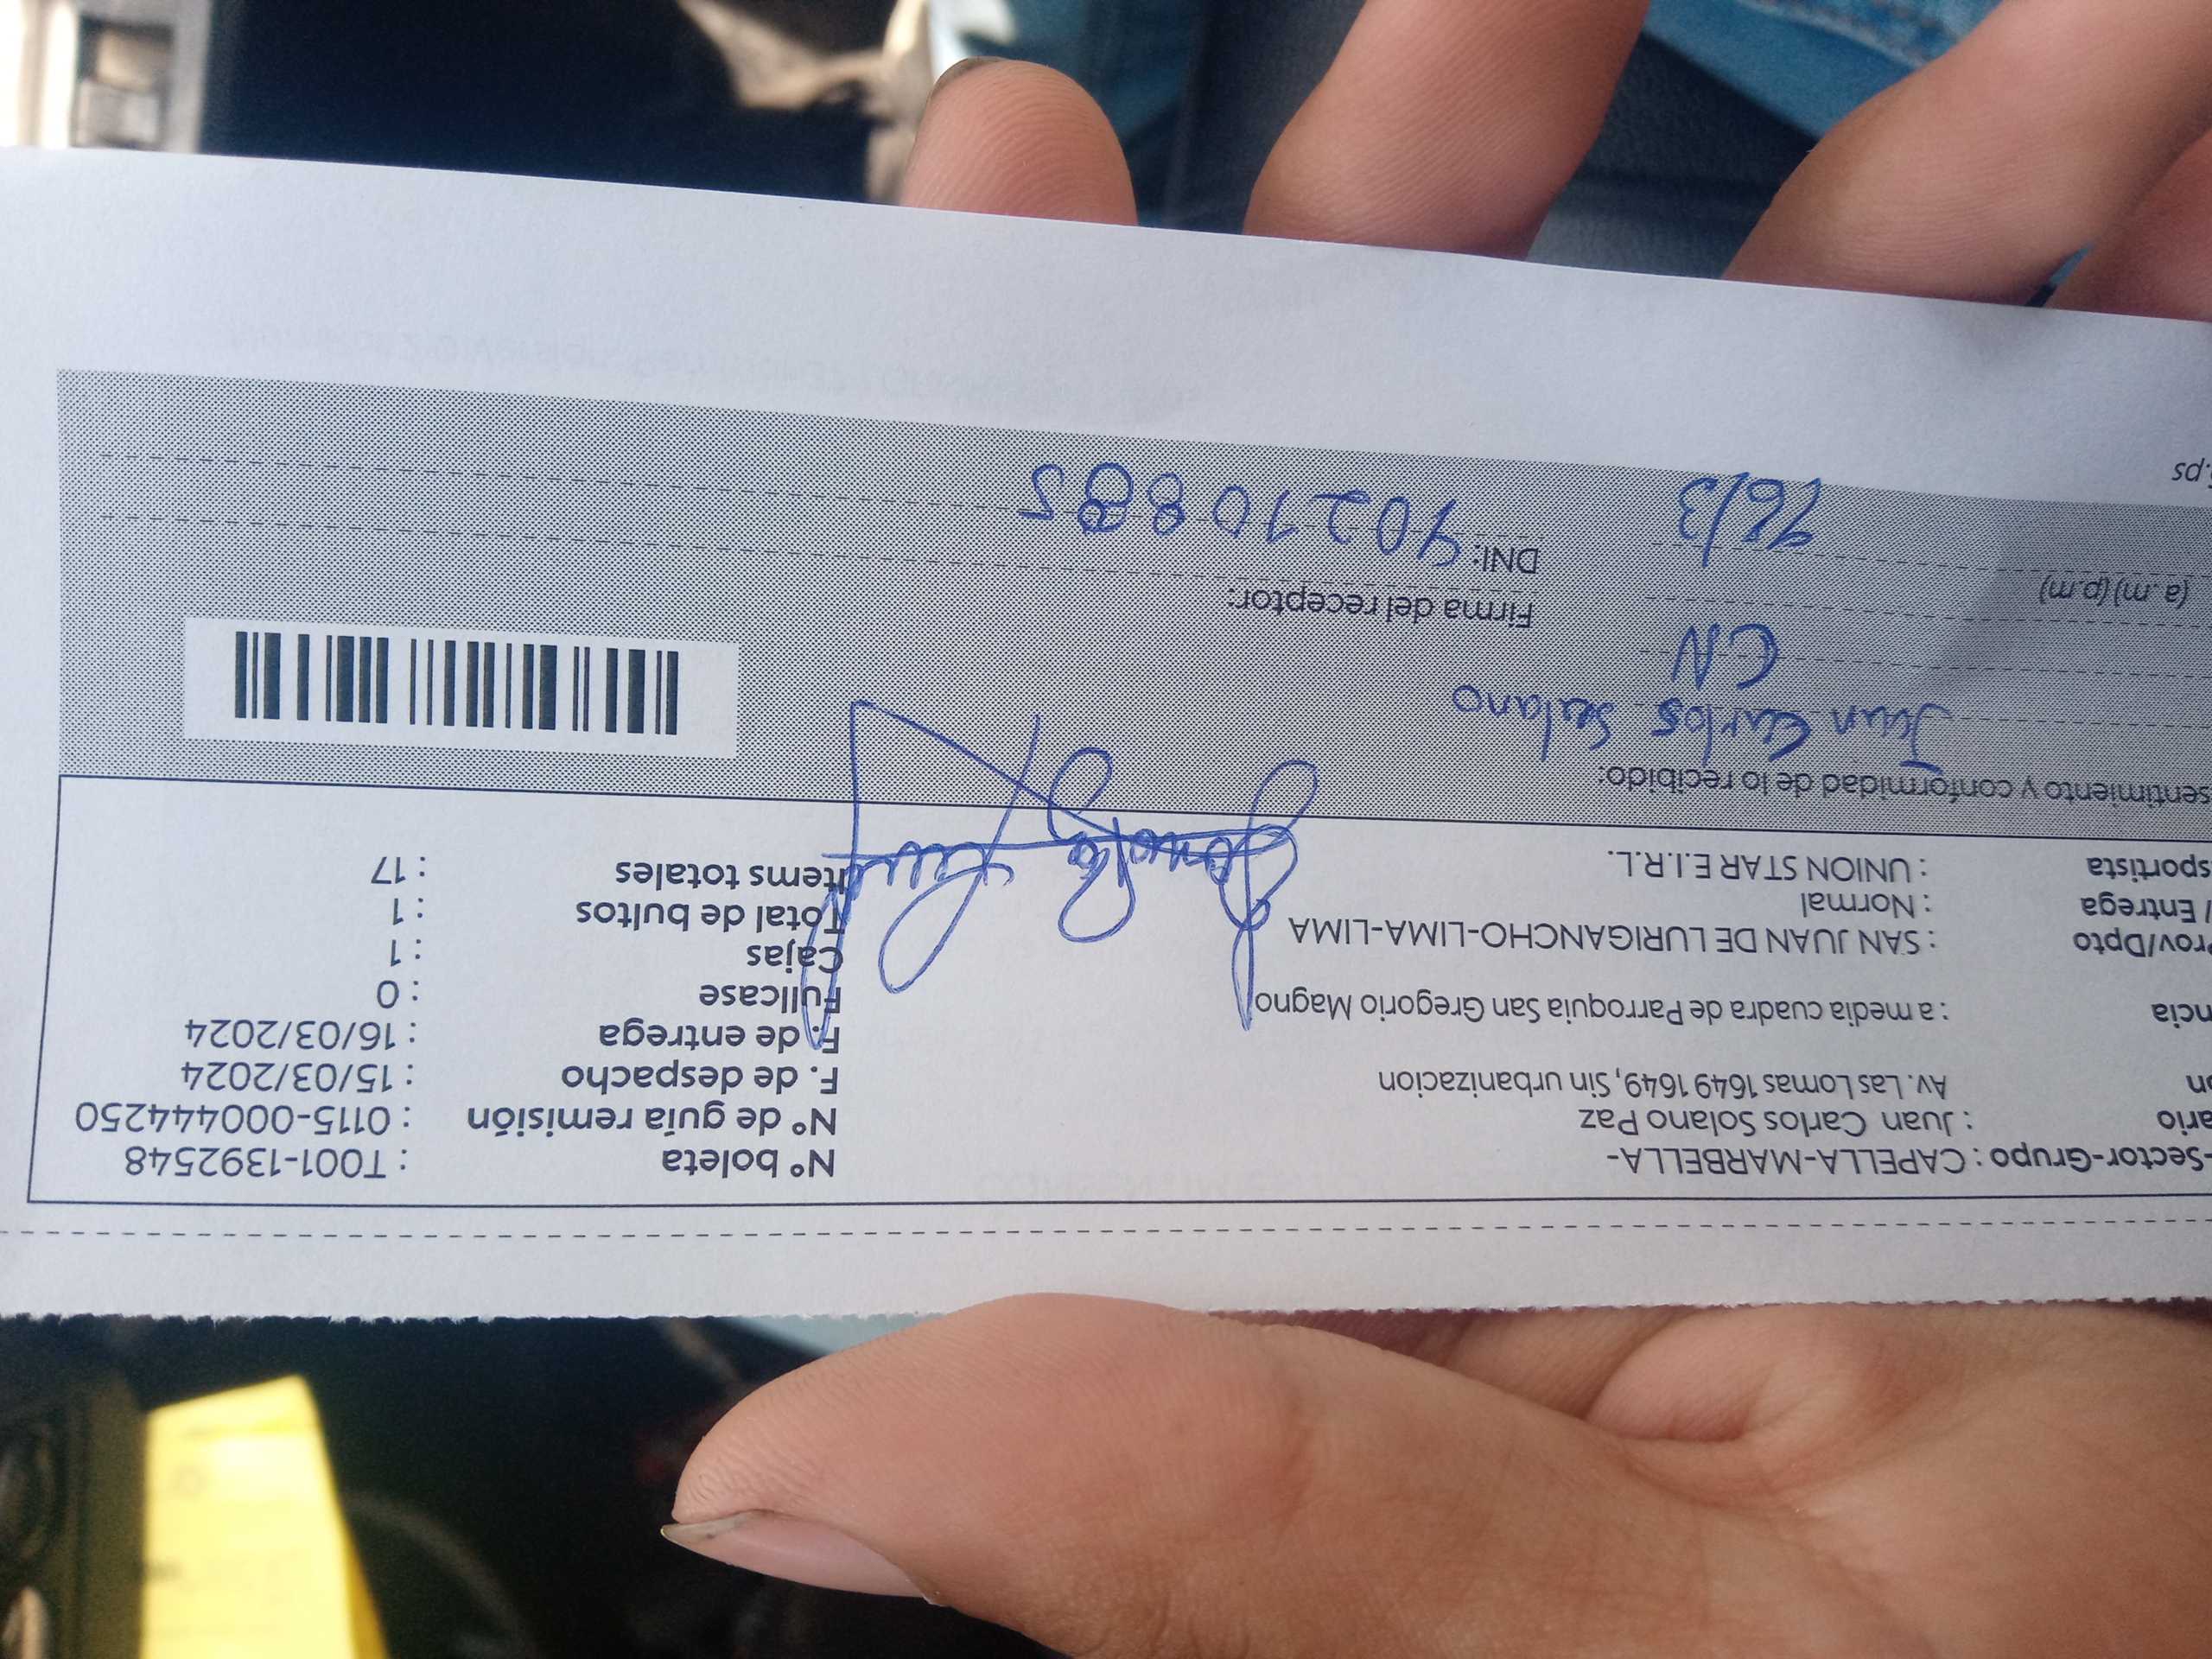 -Sector-Grupo : CAPELLA-MARBELLA-
ario : Juan Carlos Solano Paz
ón Av. Las Lomas 1649 1649, Sin urbanizacion
ncia : a media cuadra de Parroquia San Gregorio Magno
Prov/Dpto : SAN JUAN DE LURIGANCHO-LIMA-LIMA
/ Entrega : Normal
sportista : UNION STAR E.I.R.L.
N° boleta : T001-1392548
N° de guía remisión : 0115-000444250
F. de despacho : 15/03/2024
F. de entrega : 16/03/2024
Fullcase : 0
Cajas : 1
Total de bultos : 1
Items totales : 17
sentimiento y conformidad de lo recibido:
Juan Carlos Solano
CN
(a.m) (p.m)
16/3
Firma del receptor:
DNI: 40210885